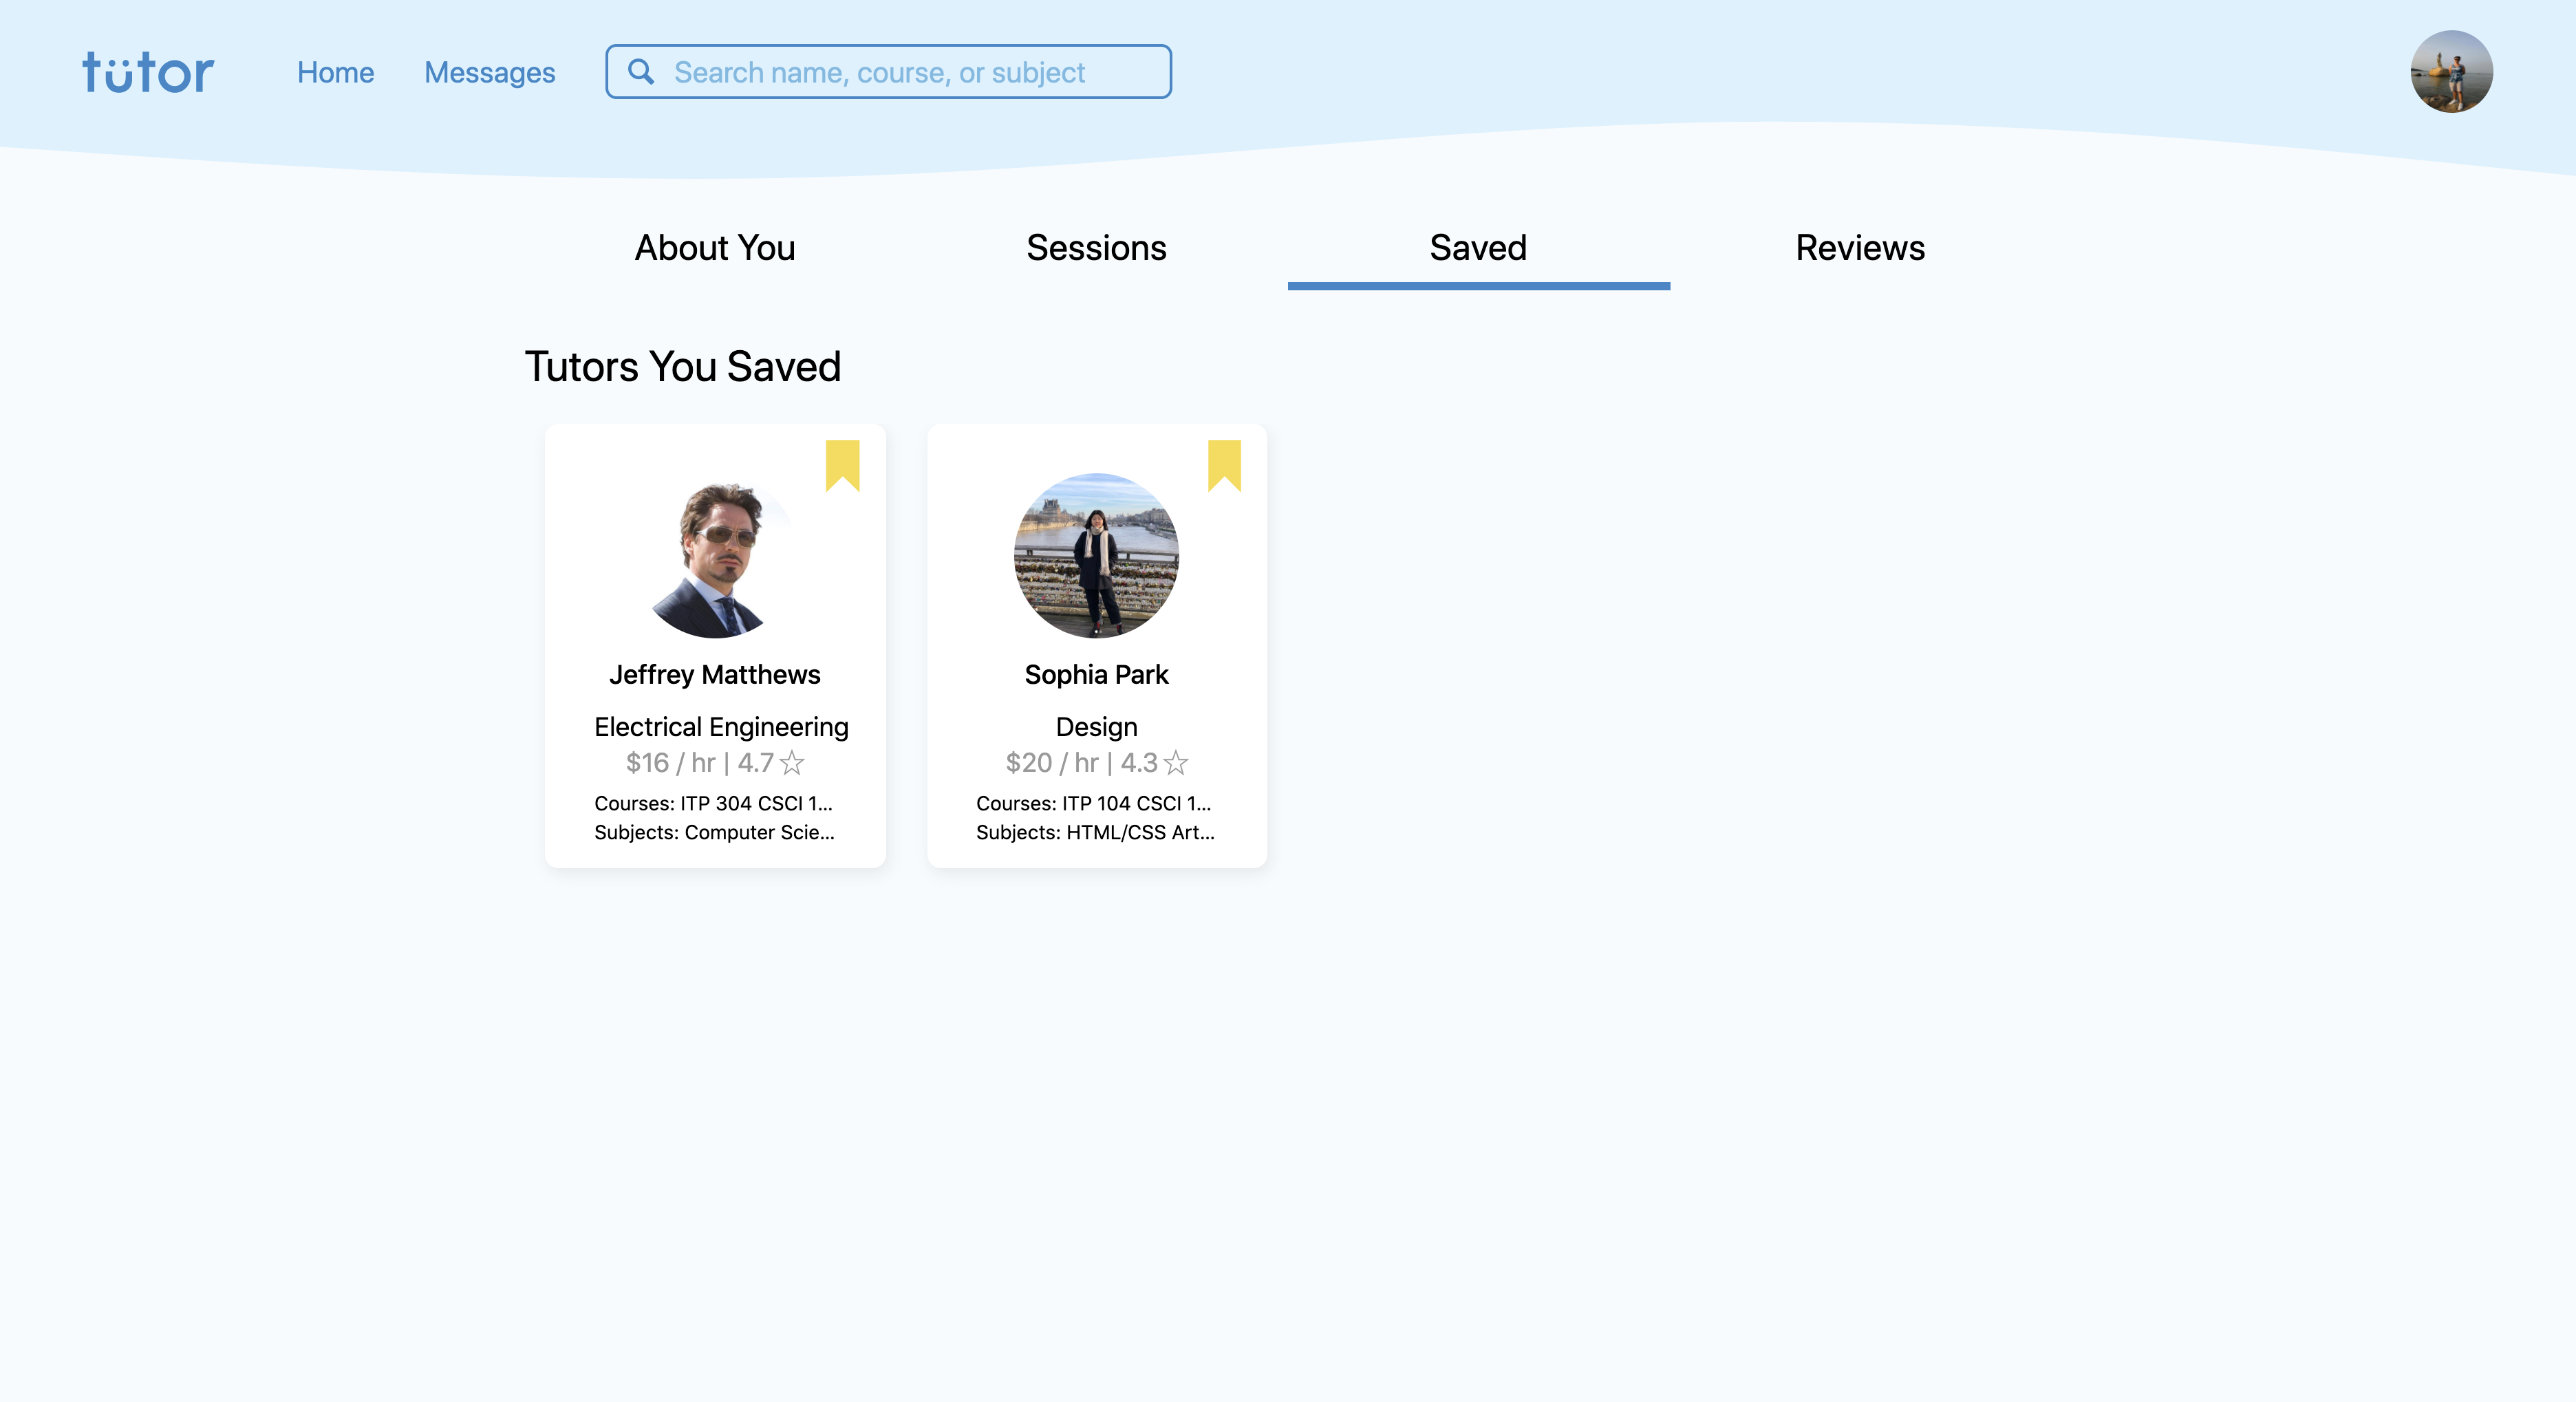 tütor
Home
Messages
Search name, course, or subject
About You
Sessions
Saved
Reviews
Tutors You Saved
Jeffrey Matthews
Electrical Engineering
$16 / hr | 4.7☆
Courses: ITP 304 CSCI 1...
Subjects: Computer Scie...
Sophia Park
Design
$20 / hr | 4.3☆
Courses: ITP 104 CSCI 1...
Subjects: HTML/CSS Art...